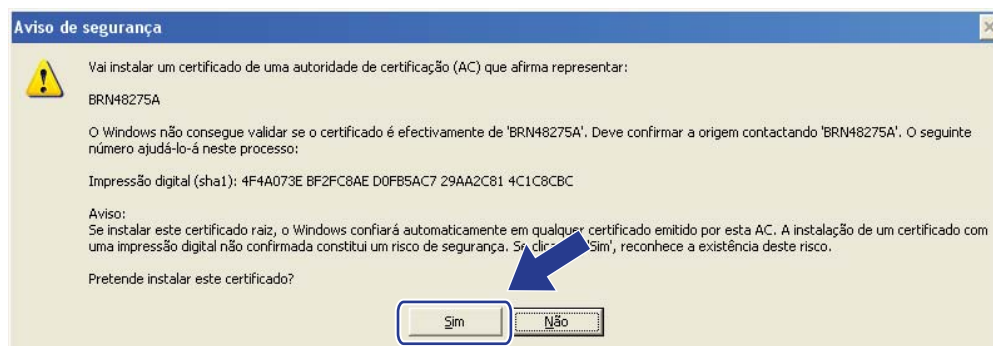 Aviso de segurança
Vai instalar um certificado de uma autoridade de certificação (AC) que afirma representar:
BRN48275A
O Windows não consegue validar se o certificado é efectivamente de 'BRN48275A'. Deve confirmar a origem contactando 'BRN48275A'. O seguinte
número ajudá-lo-á neste processo:
Impressão digital (sha1): 4F4A073E BF2FC8AE D0FB5AC7 29AA2C81 4C1C8CBC
Aviso:
Se instalar este certificado raiz, o Windows confiará automaticamente em qualquer certificado emitido por esta AC. A instalação de um certificado com
uma impressão digital não confirmada constitui um risco de segurança. Se 'Sim', reconhece a existência deste risco.
Pretende instalar este certificado?
Sim Não